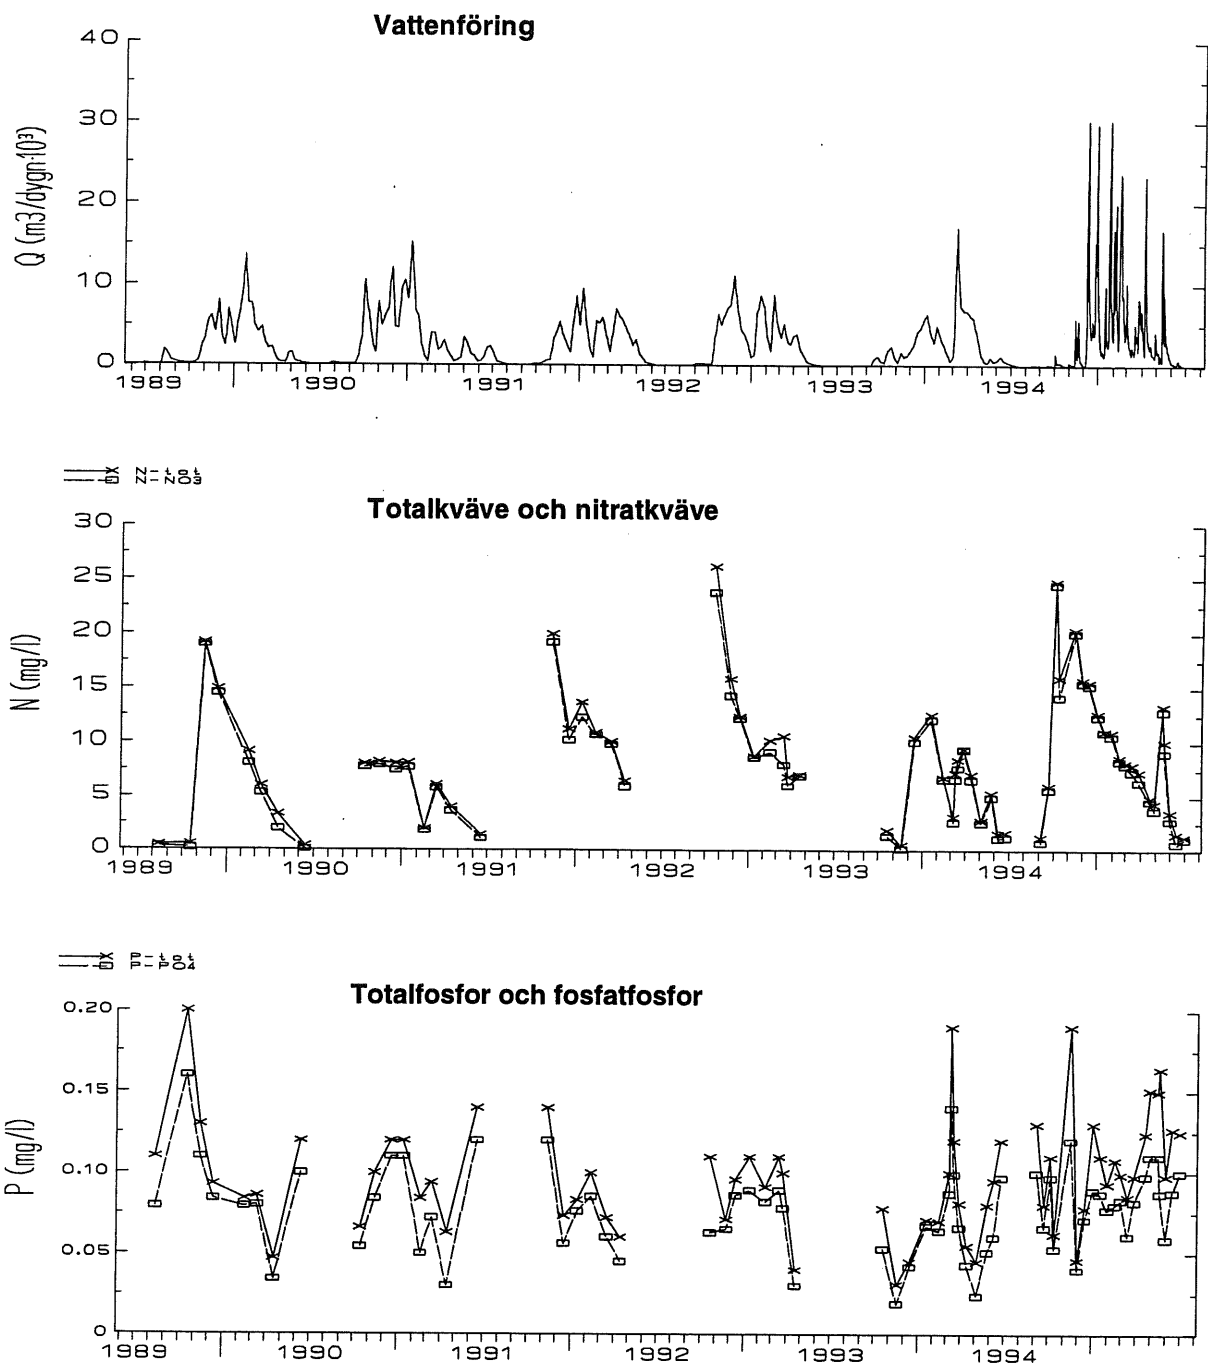 Vattenföring
40
30
20
10
0
Q (m3/dygn·10³)
1989 1990 1991 1992 1993 1994
N-tot
N-NO3
Totalkväve och nitratkväve
30
25
20
15
10
5
0
N (mg/l)
1989 1990 1991 1992 1993 1994
P-tot
P-PO4
Totalfosfor och fosfatfosfor
0.20
0.15
0.10
0.05
0
P (mg/l)
1989 1990 1991 1992 1993 1994